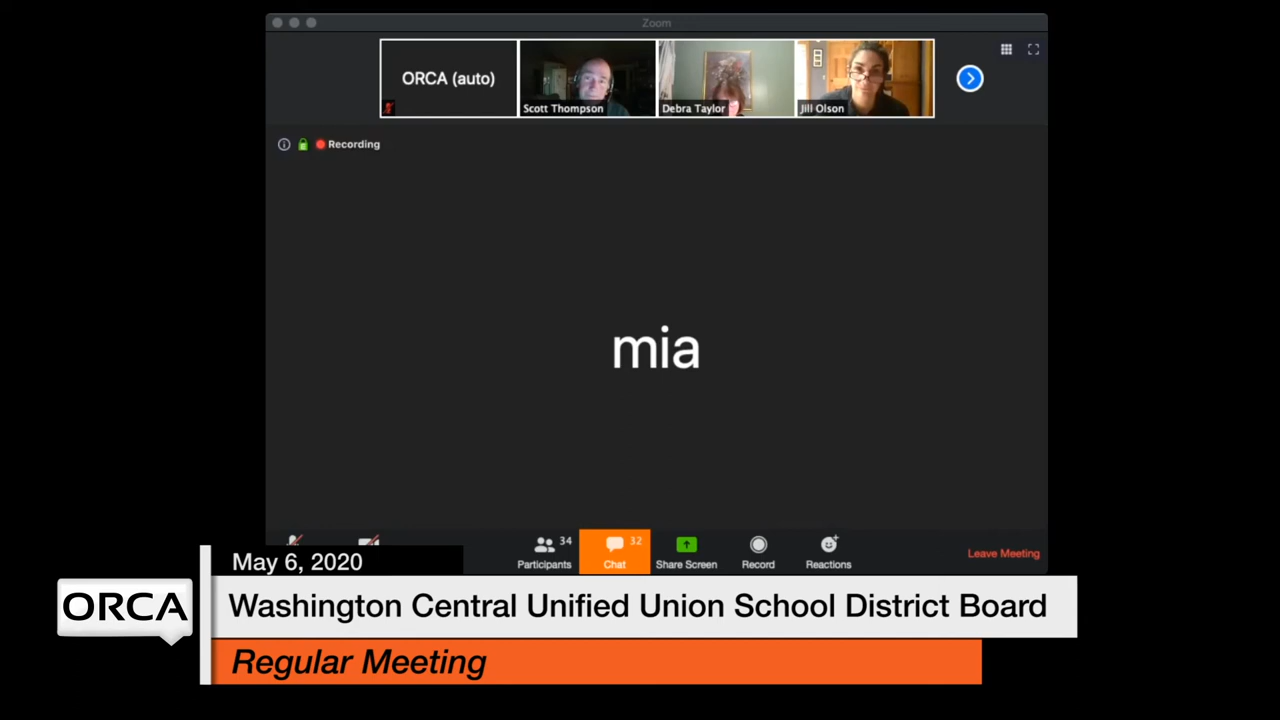 Zoom
ORCA (auto)
Scott Thompson
Debra Taylor
Jill Olson
Recording
mia
34
32
Participants
Chat
Share Screen
Record
Reactions
Leave Meeting
May 6, 2020
ORCA
Washington Central Unified Union School District Board
Regular Meeting